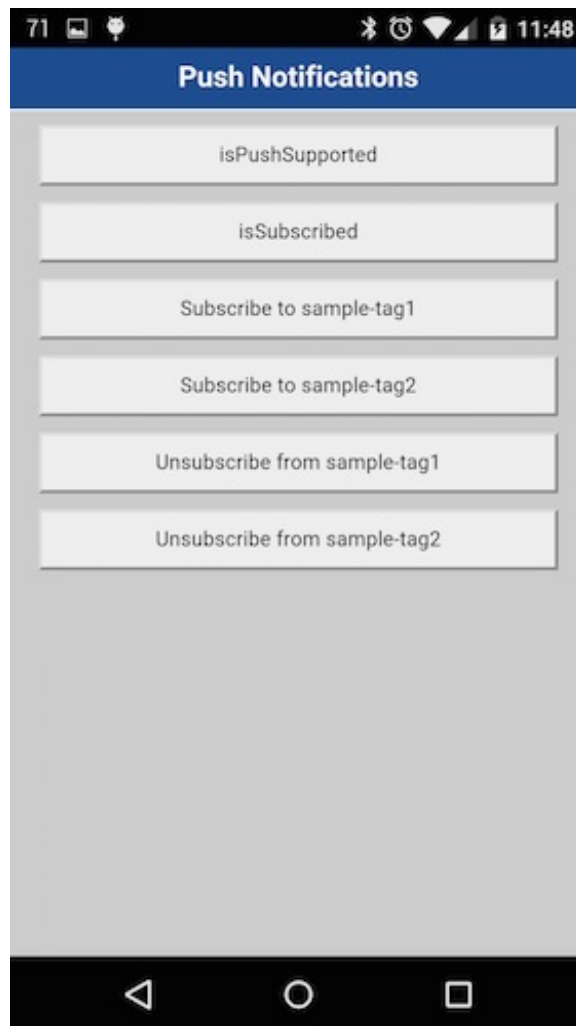 71 11:48
Push Notifications
isPushSupported
isSubscribed
Subscribe to sample-tag1
Subscribe to sample-tag2
Unsubscribe from sample-tag1
Unsubscribe from sample-tag2